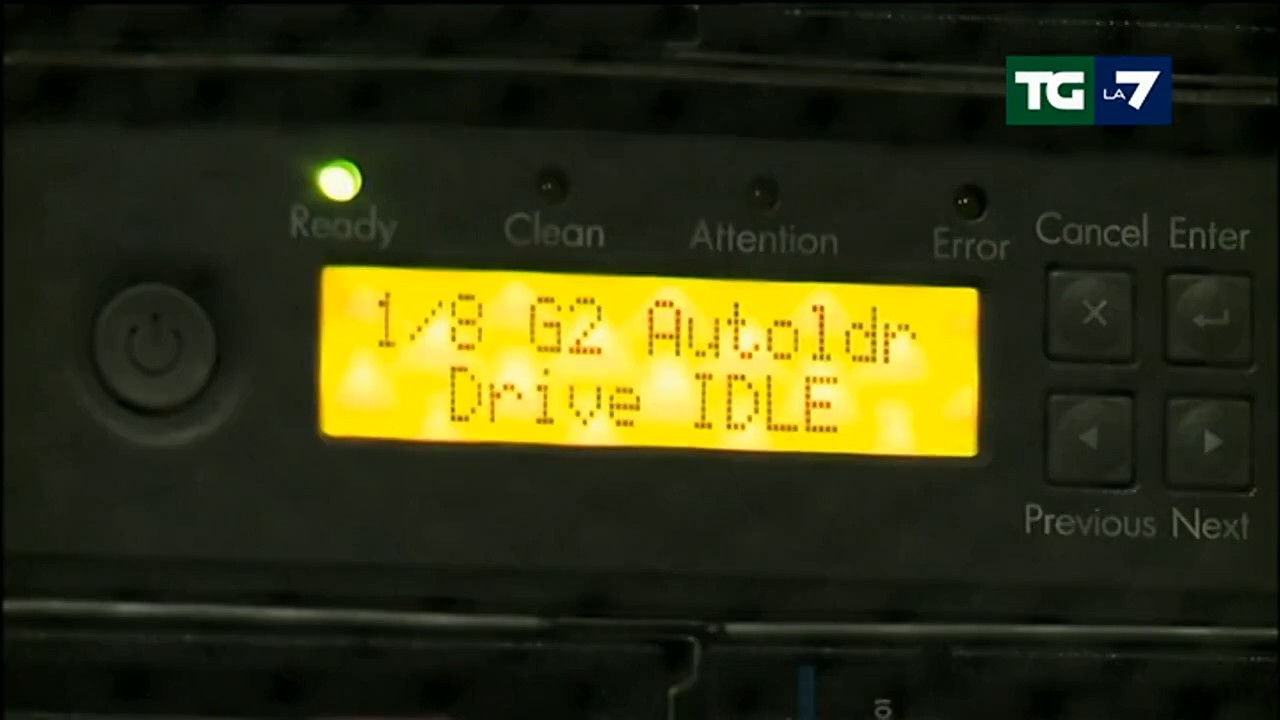 TG LA7
Ready Clean Attention Error Cancel Enter
1/8 G2 Autoldr
Drive IDLE
Previous Next